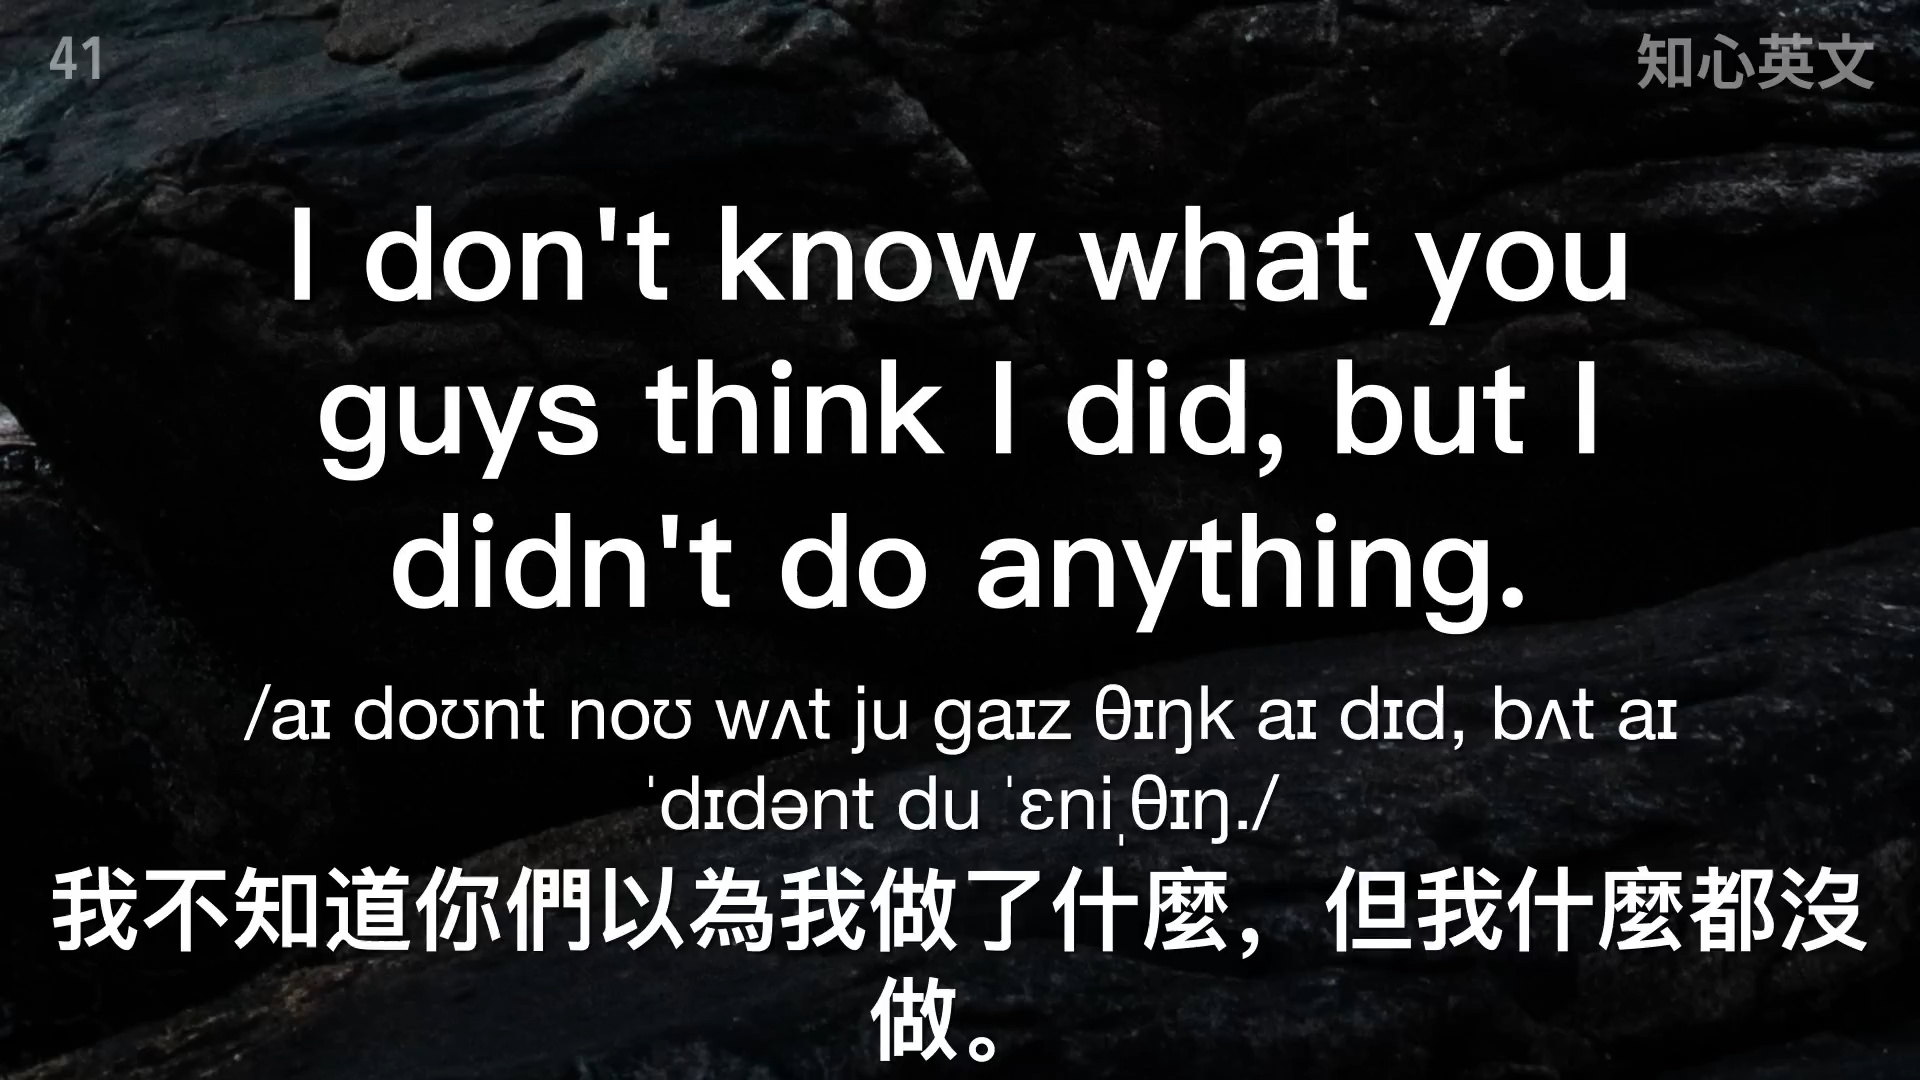 41
知心英文
I don't know what you
guys think I did, but I
didn't do anything.
/aɪ doʊnt noʊ wʌt ju gaɪz θɪŋk aɪ dɪd, bʌt aɪ
ˈdɪdənt du ˈɛniˌθɪŋ./
我不知道你們以為我做了什麼，但我什麼都沒
做。